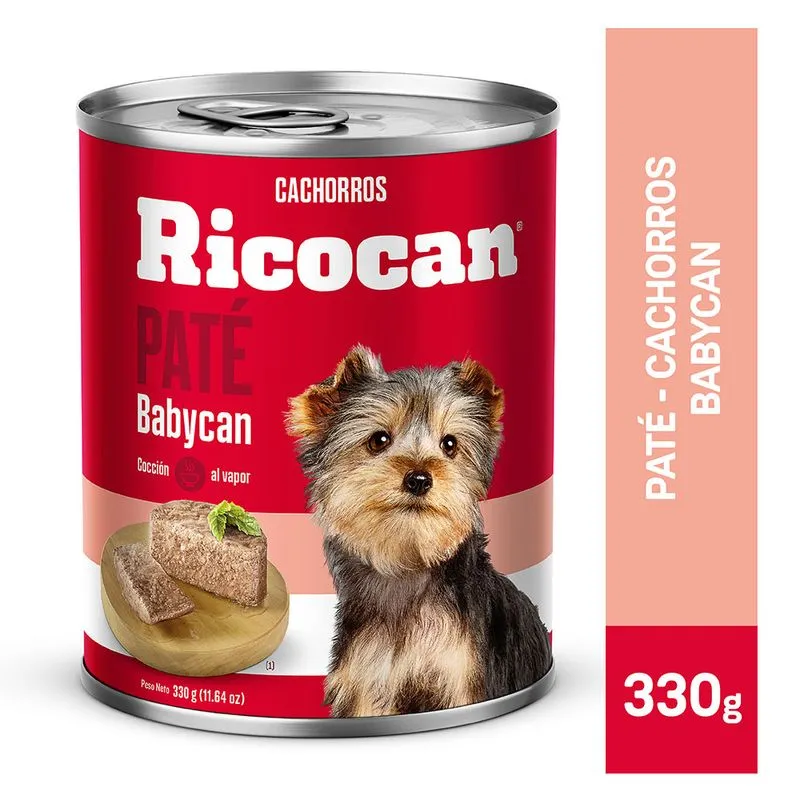 CACHORROS
Ricocan®
PATÉ
Babycan
Cocción al vapor
(1)
Peso Neto 330 g (11.64 oz)
PATÉ - CACHORROS
BABYCAN
330g